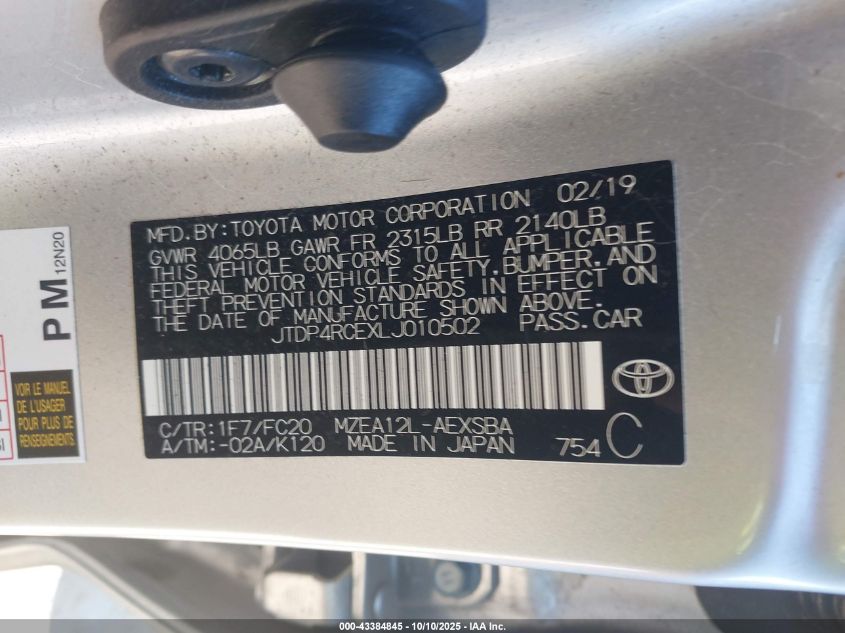 MFD. BY: TOYOTA MOTOR CORPORATION 02/19
GVWR 4065LB GAWR FR 2315LB RR 2140LB
THIS VEHICLE CONFORMS TO ALL APPLICABLE
FEDERAL MOTOR VEHICLE SAFETY, BUMPER, AND
THEFT PREVENTION STANDARDS IN EFFECT ON
THE DATE OF MANUFACTURE SHOWN ABOVE.
JTDP4RCEXLJ010502 PASS. CAR
C/TR: 1F7/FC20 MZEA12L-AEXSBA
A/TM: -02A/K120 MADE IN JAPAN 754 C
PM 12N20
VOIR LE MANUEL
DE L'USAGER
POUR PLUS DE
RENSEIGNEMENTS.
000-43384845 - 10/10/2025 - IAA Inc.